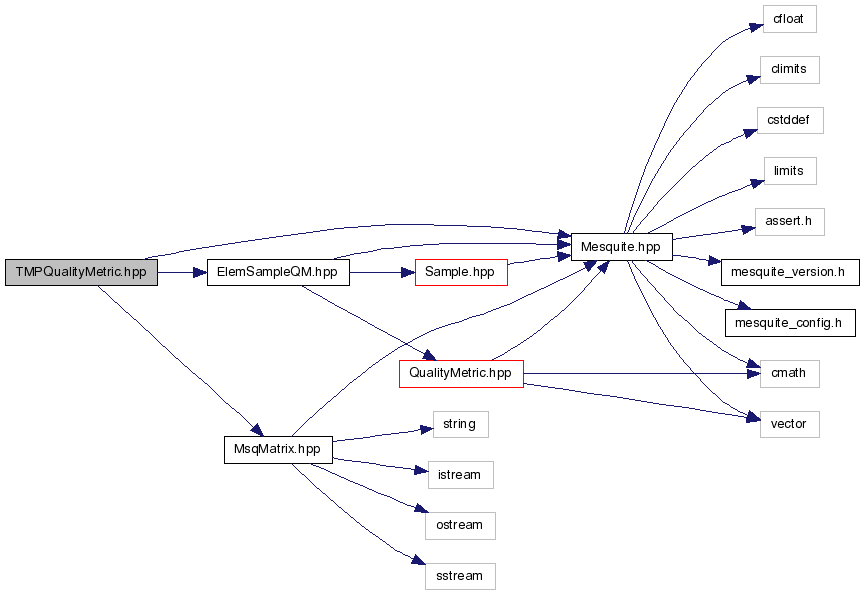 cfloat
climits
cstddef
limits
assert.h
Mesquite.hpp
TMPQualityMetric.hpp
ElemSampleQM.hpp
Sample.hpp
mesquite_version.h
mesquite_config.h
QualityMetric.hpp
cmath
string
vector
MsqMatrix.hpp
istream
ostream
sstream